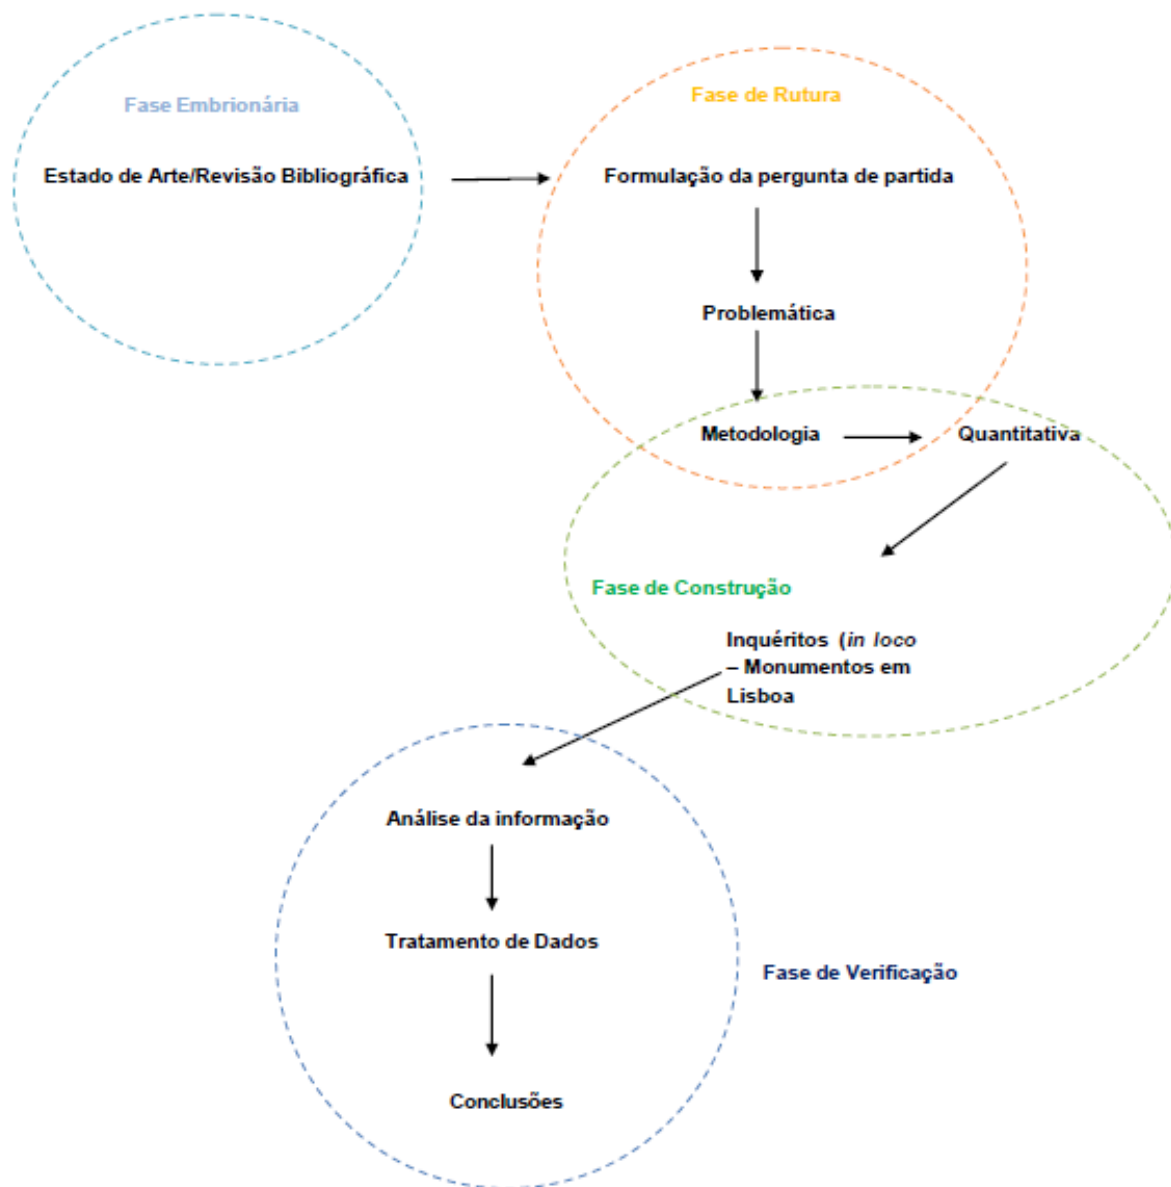 Fase Embrionária
Estado de Arte/Revisão Bibliográfica
Fase de Rutura
Formulação da pergunta de partida
Problemática
Metodologia
Quantitativa
Fase de Construção
Inquéritos (in loco
– Monumentos em
Lisboa
Análise da informação
Tratamento de Dados
Fase de Verificação
Conclusões